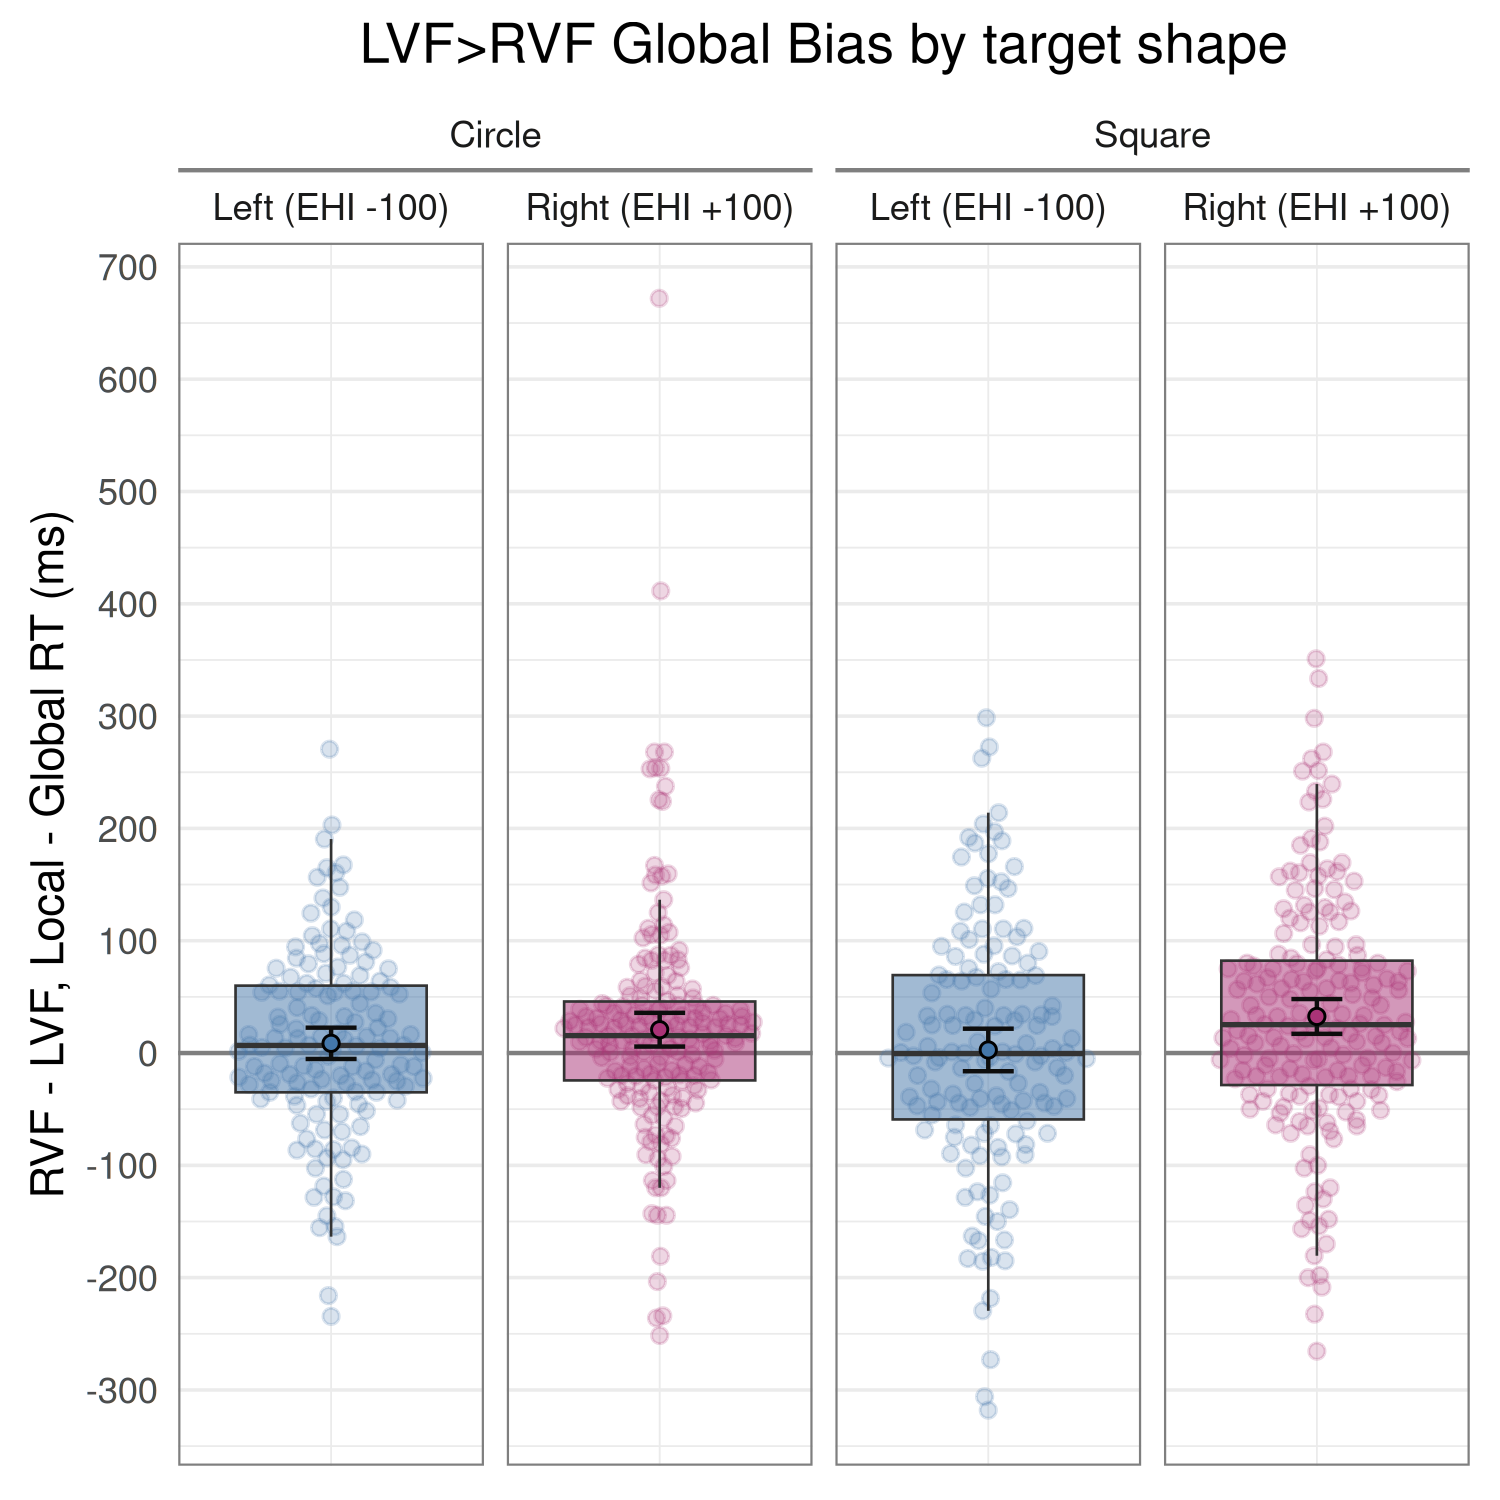 LVF>RVF Global Bias by target shape
Circle
Square
Left (EHI -100)
Right (EHI +100)
Left (EHI -100)
Right (EHI +100)
RVF - LVF, Local - Global RT (ms)
700
600
500
400
300
200
100
0
-100
-200
-300